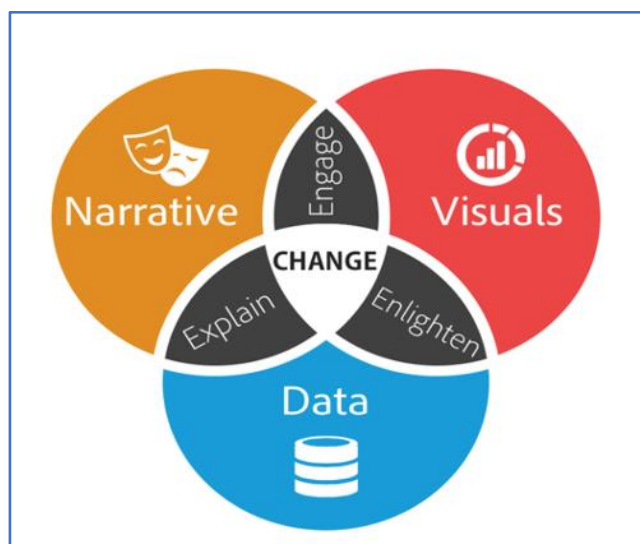 Engage
Narrative
Visuals
CHANGE
Explain
Enlighten
Data